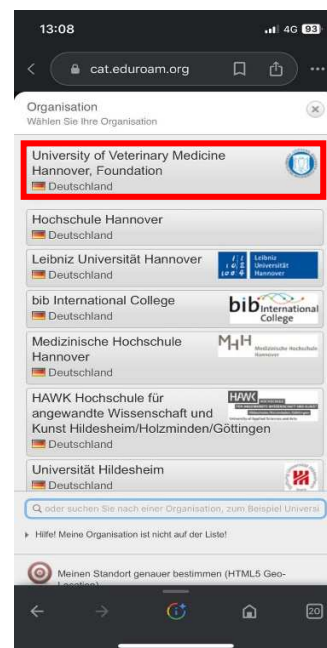 13:08
4G 93
cat.eduroam.org
Organisation
Wählen Sie Ihre Organisation
University of Veterinary Medicine
Hannover, Foundation
Deutschland
Hochschule Hannover
Deutschland
Leibniz Universität Hannover
Deutschland
Leibniz
Universität
Hannover
bib International College
Deutschland
bib International
College
Medizinische Hochschule
Hannover
Deutschland
MHH Medizinische Hochschule
Hannover
HAWK Hochschule für
angewandte Wissenschaft und
Kunst Hildesheim/Holzminden/Göttingen
Deutschland
HAWK
Universität Hildesheim
Deutschland
oder suchen Sie nach einer Organisation, zum Beispiel Universi
Hilfe! Meine Organisation ist nicht auf der Liste!
Meinen Standort genauer bestimmen (HTML5 Geo-
Location)
20